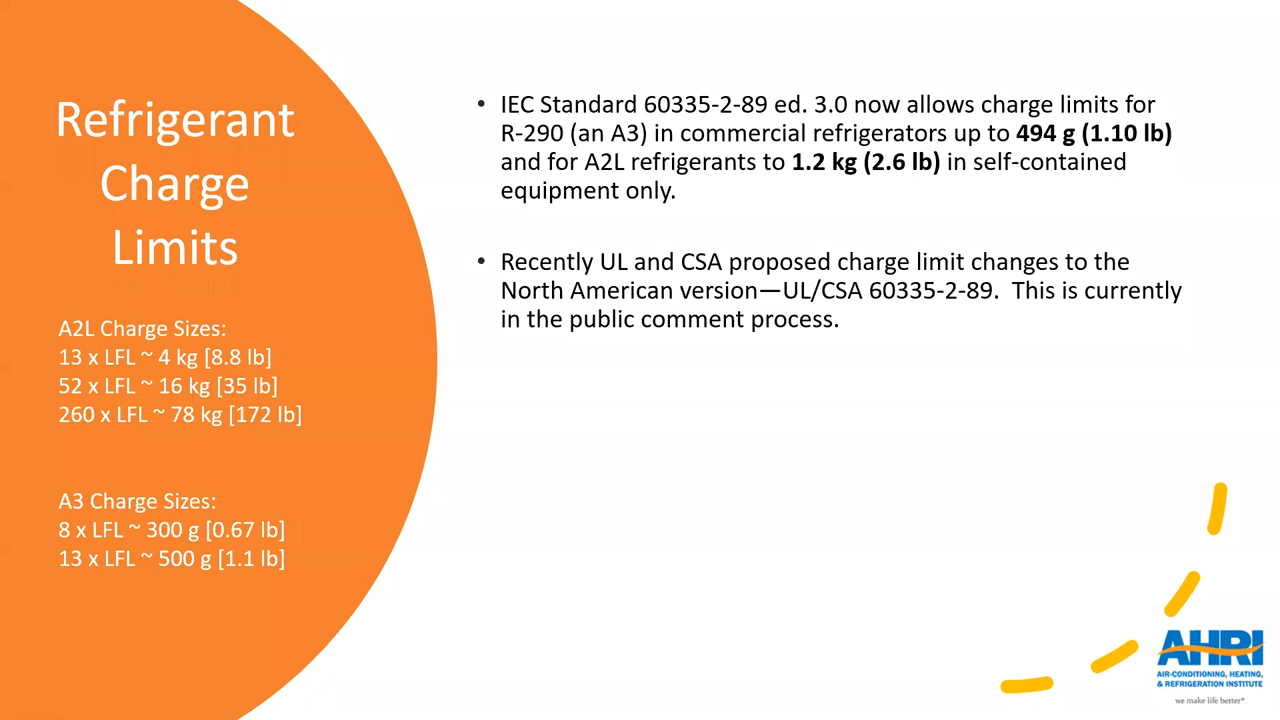 Refrigerant
Charge
Limits
A2L Charge Sizes:
13 x LFL ~ 4 kg [8.8 lb]
52 x LFL ~ 16 kg [35 lb]
260 x LFL ~ 78 kg [172 lb]
A3 Charge Sizes:
8 x LFL ~ 300 g [0.67 lb]
13 x LFL ~ 500 g [1.1 lb]
• IEC Standard 60335-2-89 ed. 3.0 now allows charge limits for
R-290 (an A3) in commercial refrigerators up to 494 g (1.10 lb)
and for A2L refrigerants to 1.2 kg (2.6 lb) in self-contained
equipment only.
• Recently UL and CSA proposed charge limit changes to the
North American version—UL/CSA 60335-2-89. This is currently
in the public comment process.
AHRI
AIR-CONDITIONING, HEATING,
& REFRIGERATION INSTITUTE
we make life better*